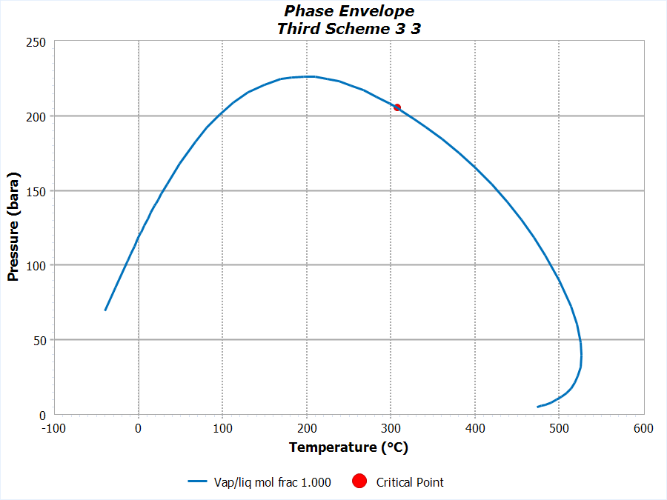 Phase Envelope
Third Scheme 3 3
250
200
150
100
50
0
Pressure (bara)
-100 0 100 200 300 400 500 600
Temperature (°C)
Vap/liq mol frac 1.000 Critical Point